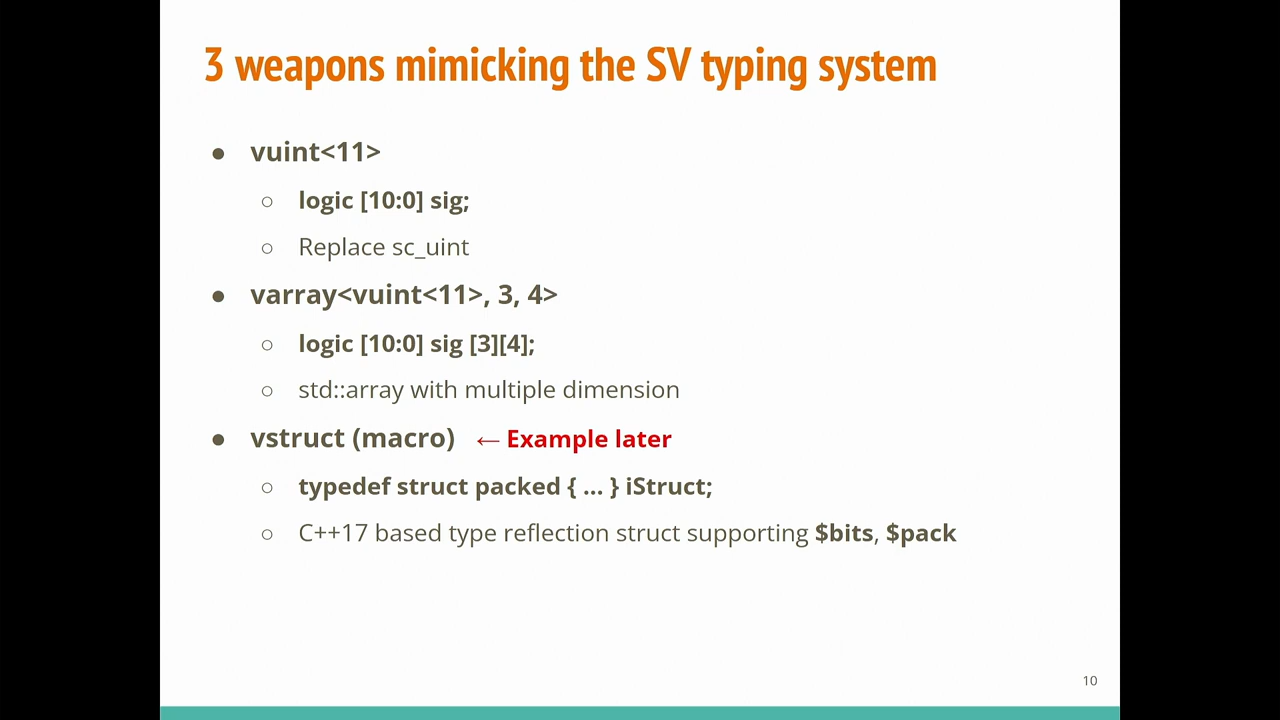 3 weapons mimicking the SV typing system
● vuint<11>
○ logic [10:0] sig;
○ Replace sc_uint
● varray<vuint<11>, 3, 4>
○ logic [10:0] sig [3][4];
○ std::array with multiple dimension
● vstruct (macro) ← Example later
○ typedef struct packed { ... } iStruct;
○ C++17 based type reflection struct supporting $bits, $pack
10